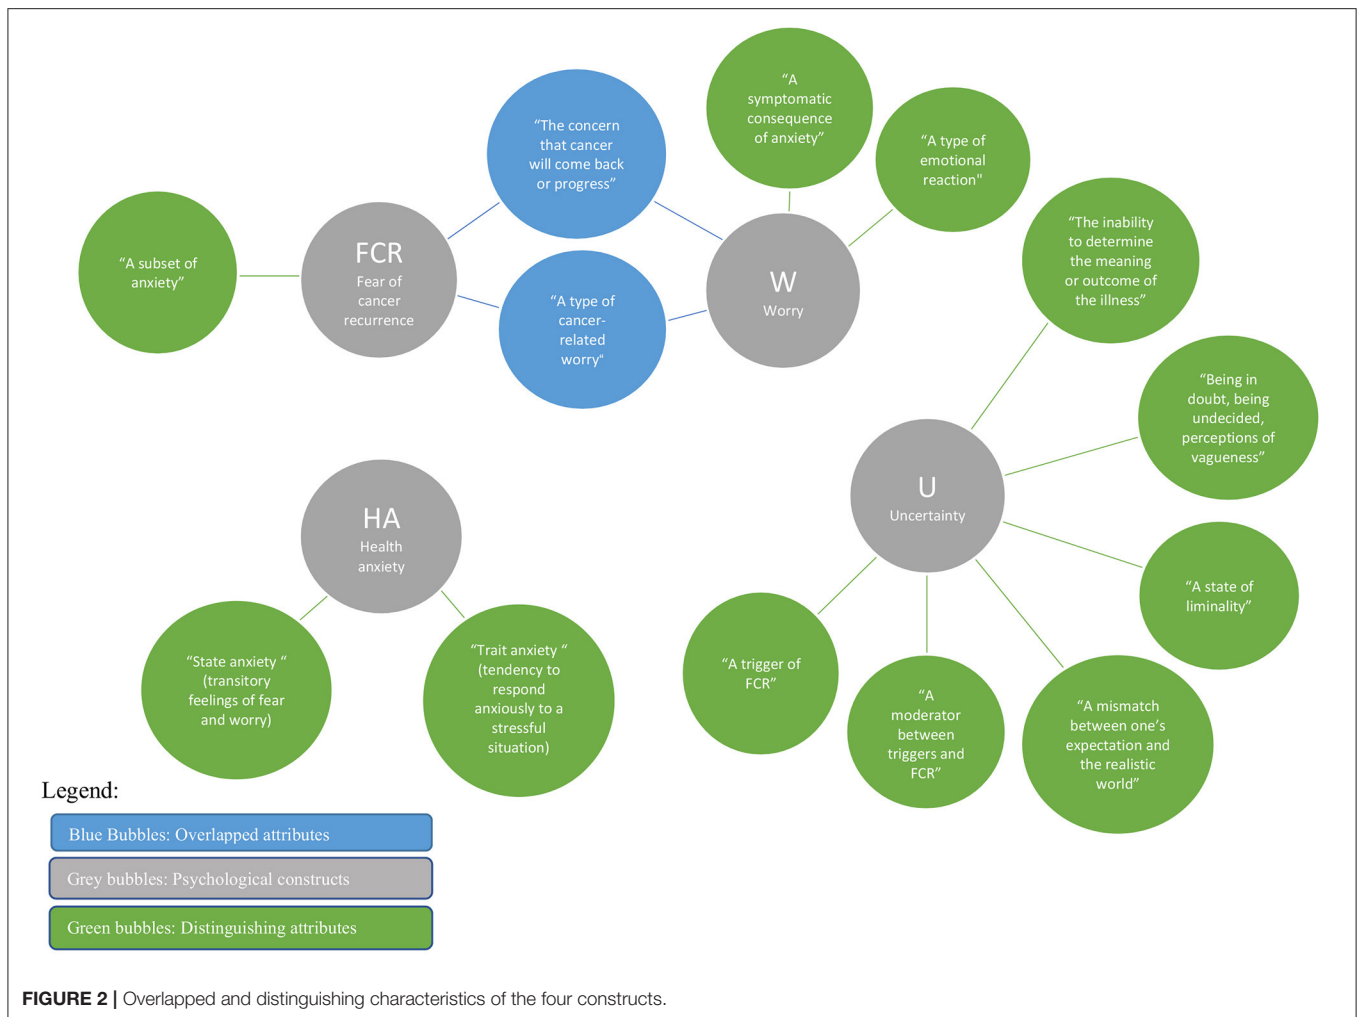 “A
symptomatic
consequence
of anxiety”
“The concern
that cancer
will come back
or progress”
“A type of
emotional
reaction"
“A subset of
anxiety”
FCR
Fear of
cancer
recurrence
W
Worry
“The inability
to determine
the meaning
or outcome of
the illness”
“A type of
cancer-
related
worry“
“Being in
doubt, being
undecided,
perceptions of
vagueness”
HA
Health
anxiety
U
Uncertainty
“A state of
liminality”
“State anxiety “
(transitory
feelings of fear
and worry)
“Trait anxiety “
(tendency to
respond
anxiously to a
stressful
situation)
“A trigger of
FCR”
“A
moderator
between
triggers and
FCR”
“A mismatch
between one’s
expectation and
the realistic
world”
Legend:
Blue Bubbles: Overlapped attributes
Grey bubbles: Psychological constructs
Green bubbles: Distinguishing attributes
FIGURE 2 | Overlapped and distinguishing characteristics of the four constructs.